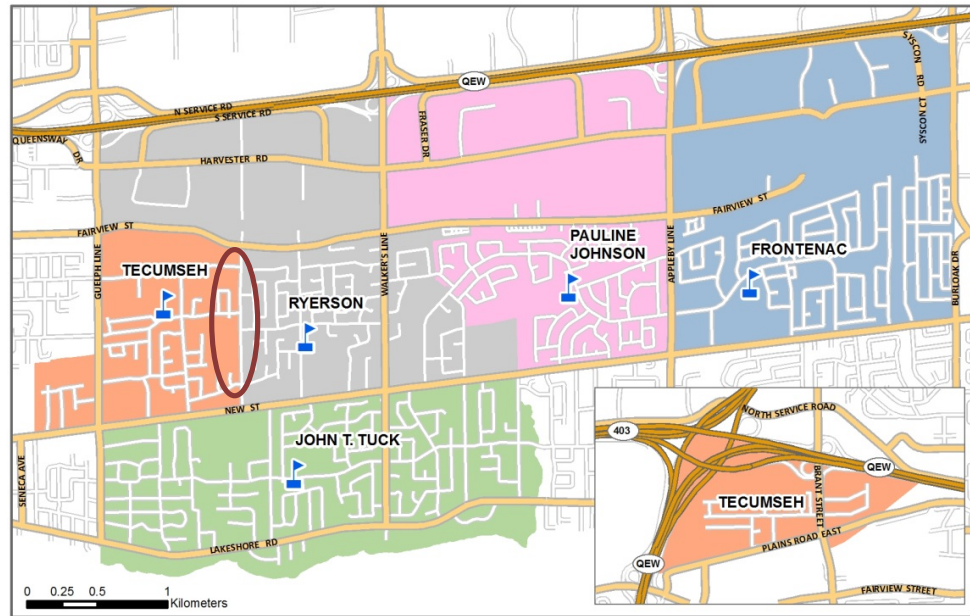 SYSCON RD
SYSCON CT
QEW
N SERVICE RD
S SERVICE RD
QUEENSWAY DR
FRASER DR
HARVESTER RD
FAIRVIEW ST
FAIRVIEW ST
GUELPH LINE
WALKER'S LINE
APPLEBY LINE
BURLOAK DR
TECUMSEH
RYERSON
PAULINE
JOHNSON
FRONTENAC
NEW ST
JOHN T. TUCK
SENECA AVE
LAKESHORE RD
0 0.25 0.5 1
Kilometers
NORTH SERVICE ROAD
403
QEW
BRANT STREET
TECUMSEH
PLAINS ROAD EAST
QEW
FAIRVIEW STREET